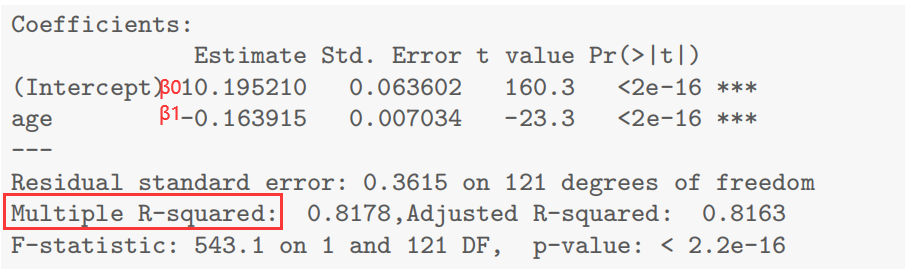 Coefficients:
Estimate Std. Error t value Pr(>|t|)
(Intercept)β010.195210 0.063602 160.3 <2e-16 ***
age β1-0.163915 0.007034 -23.3 <2e-16 ***
---
Residual standard error: 0.3615 on 121 degrees of freedom
Multiple R-squared: 0.8178,Adjusted R-squared: 0.8163
F-statistic: 543.1 on 1 and 121 DF, p-value: < 2.2e-16